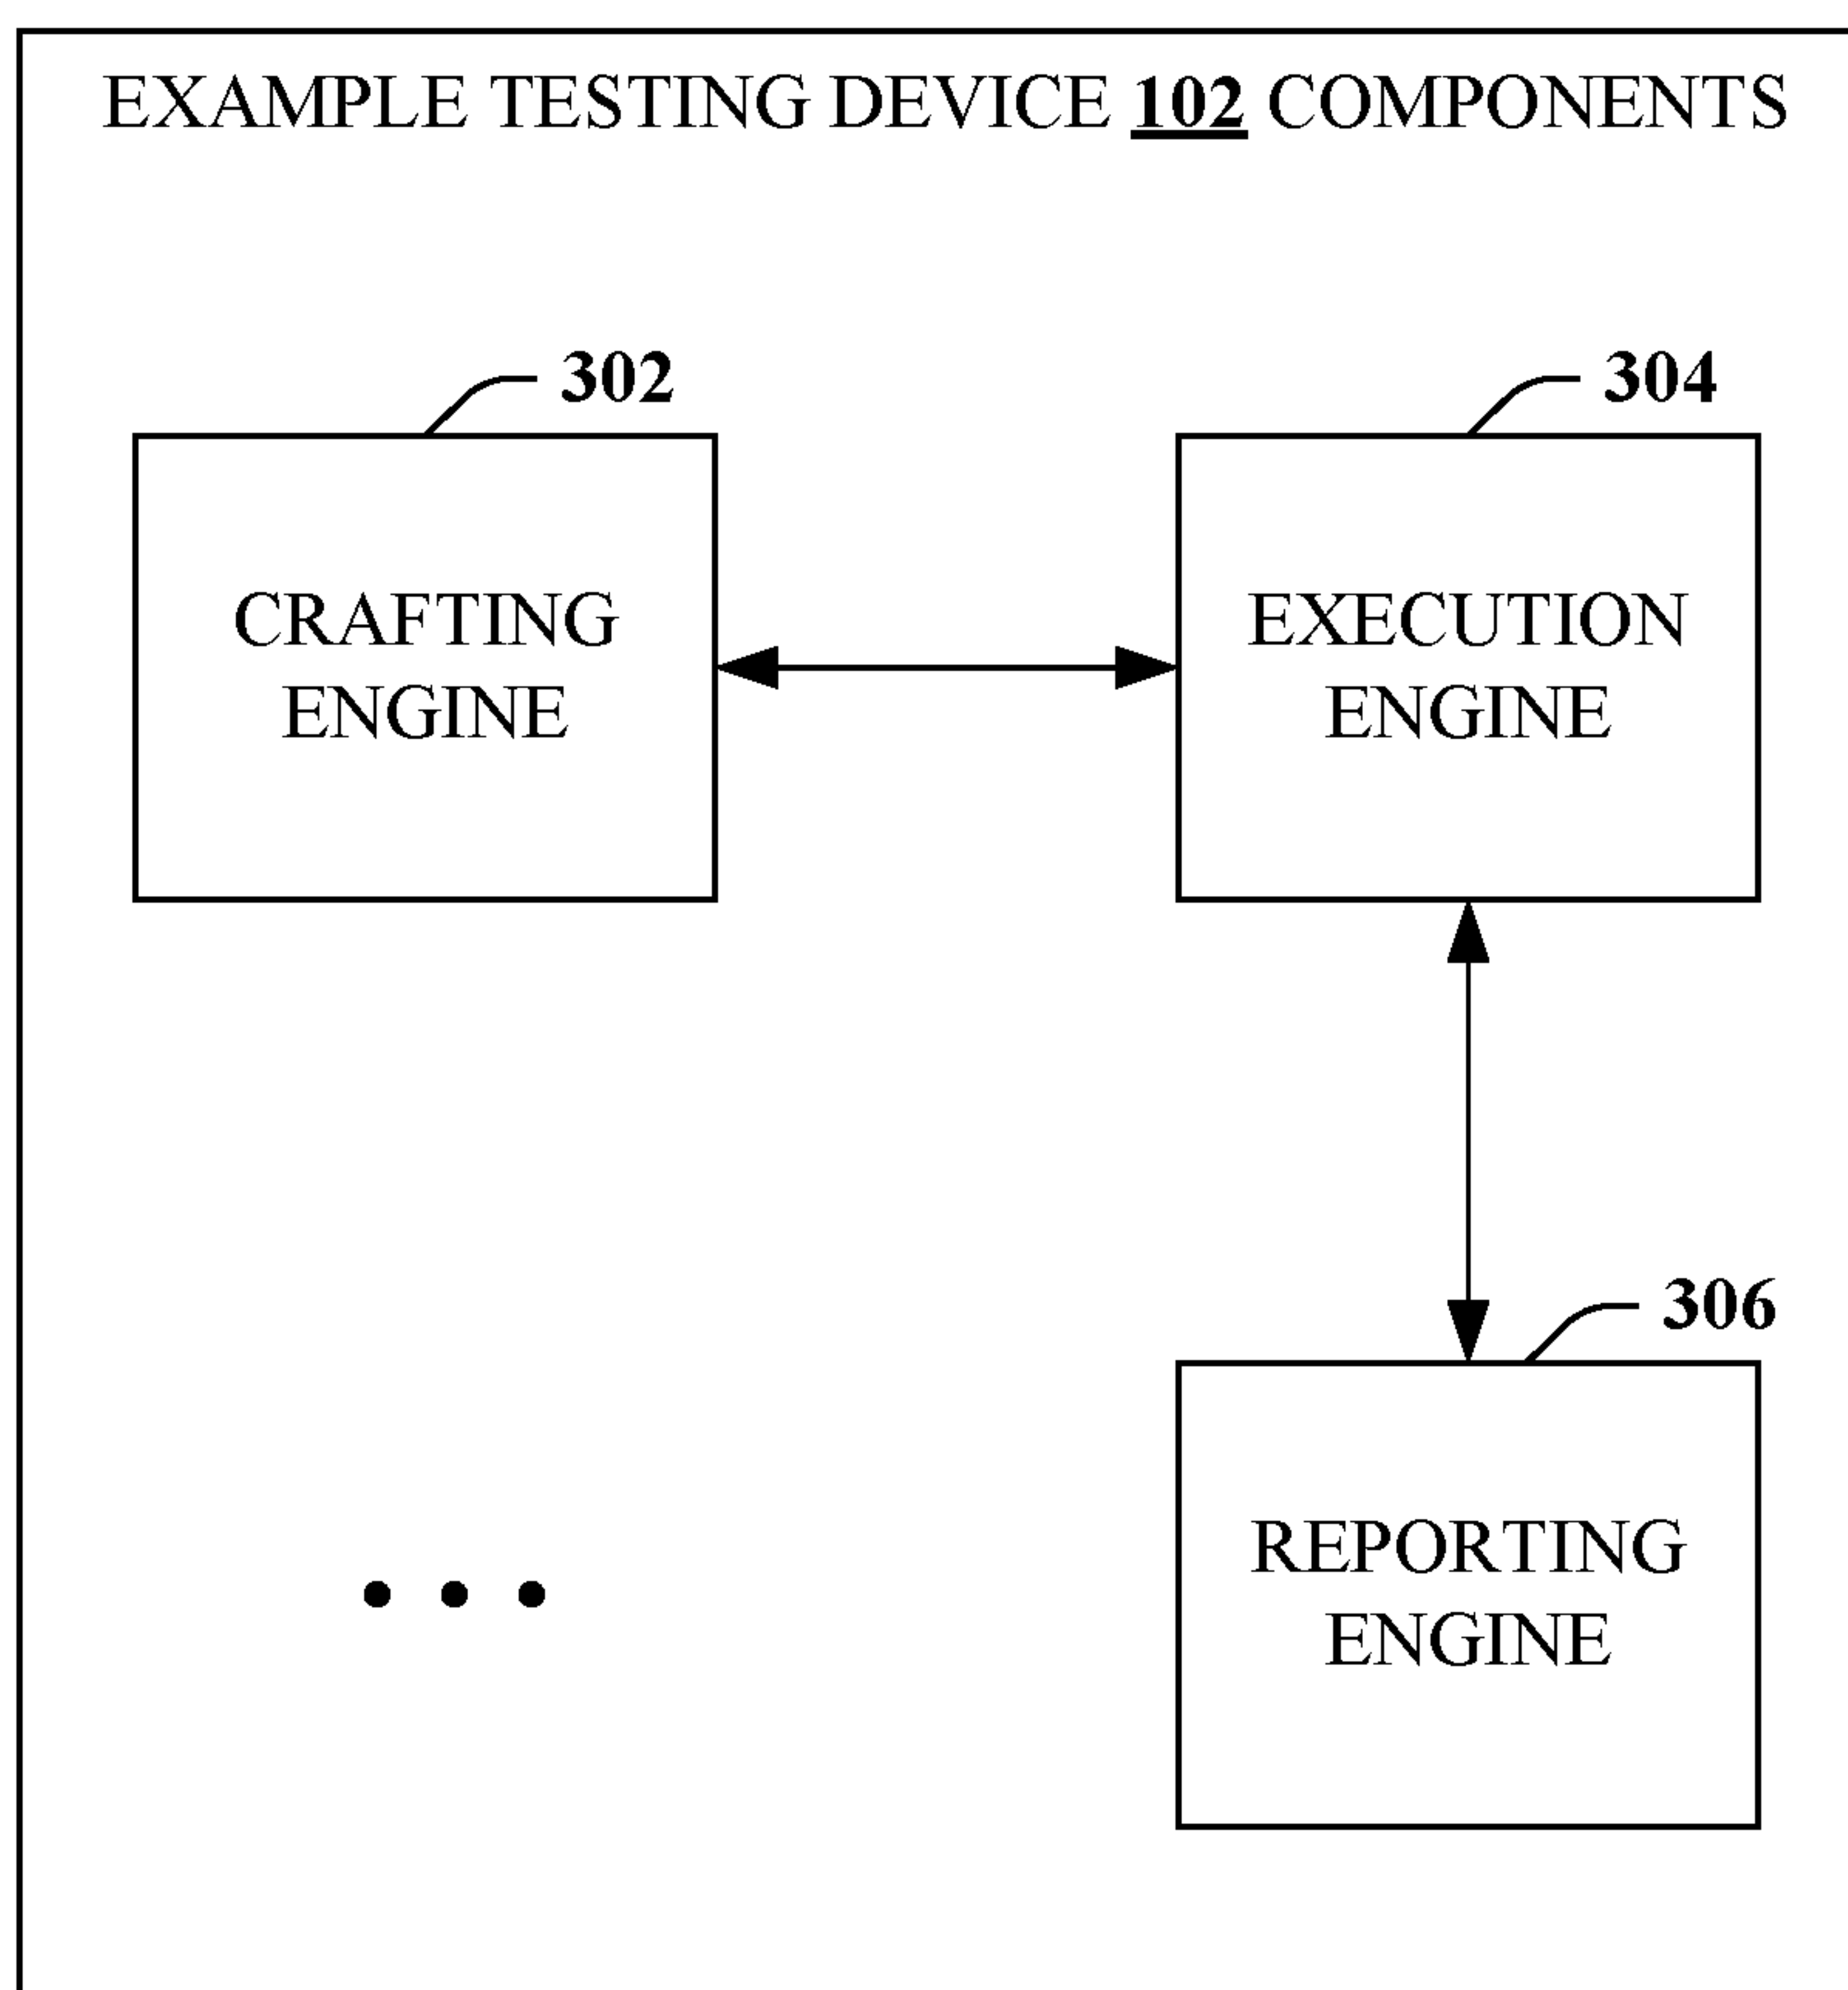 EXAMPLE TESTING DEVICE 102 COMPONENTS
302
304
CRAFTING
ENGINE
EXECUTION
ENGINE
306
REPORTING
ENGINE
• • •